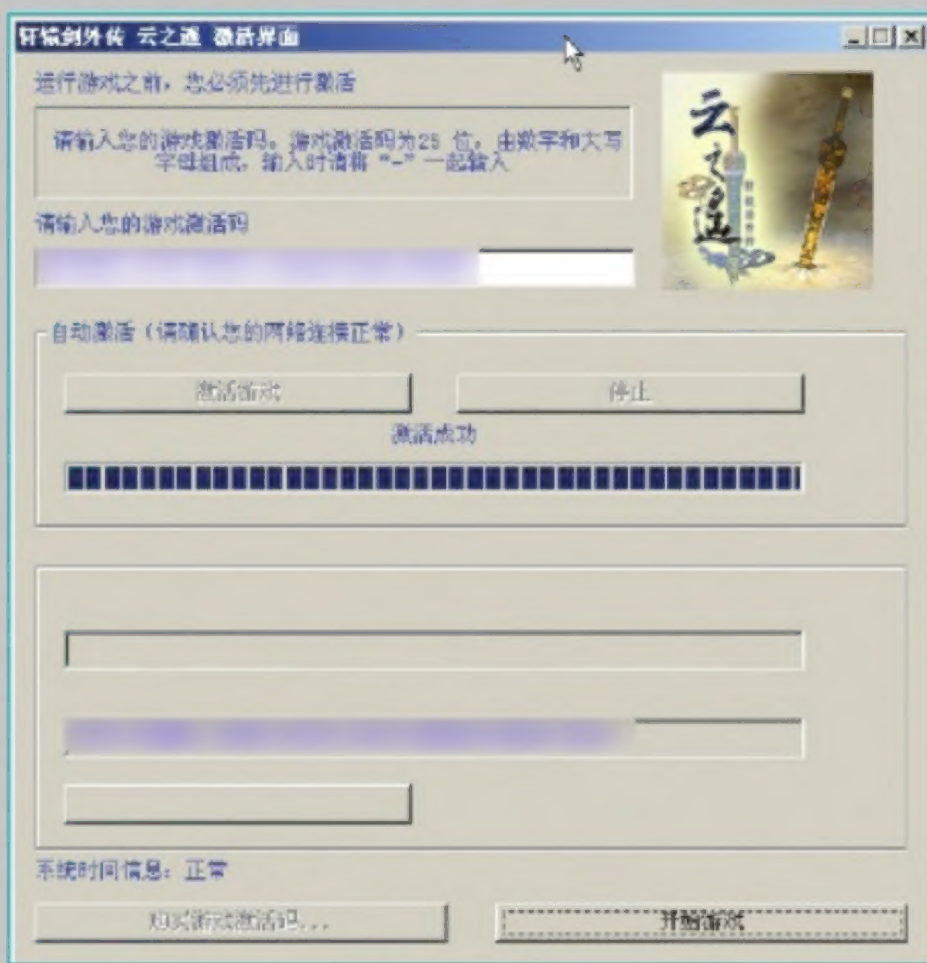 轩辕剑外传 云之遥 激活界面
运行游戏之前，您必须先进行激活
请输入您的游戏激活码。游戏激活码为25 位，由数字和大写
字母组成，输入时请将 “-” 一起输入
请输入您的游戏激活码
云之遥
自动激活（请确认您的网络连接正常）
激活游戏
停止
激活成功
系统时间信息：正常
购买游戏激活码...
开始游戏